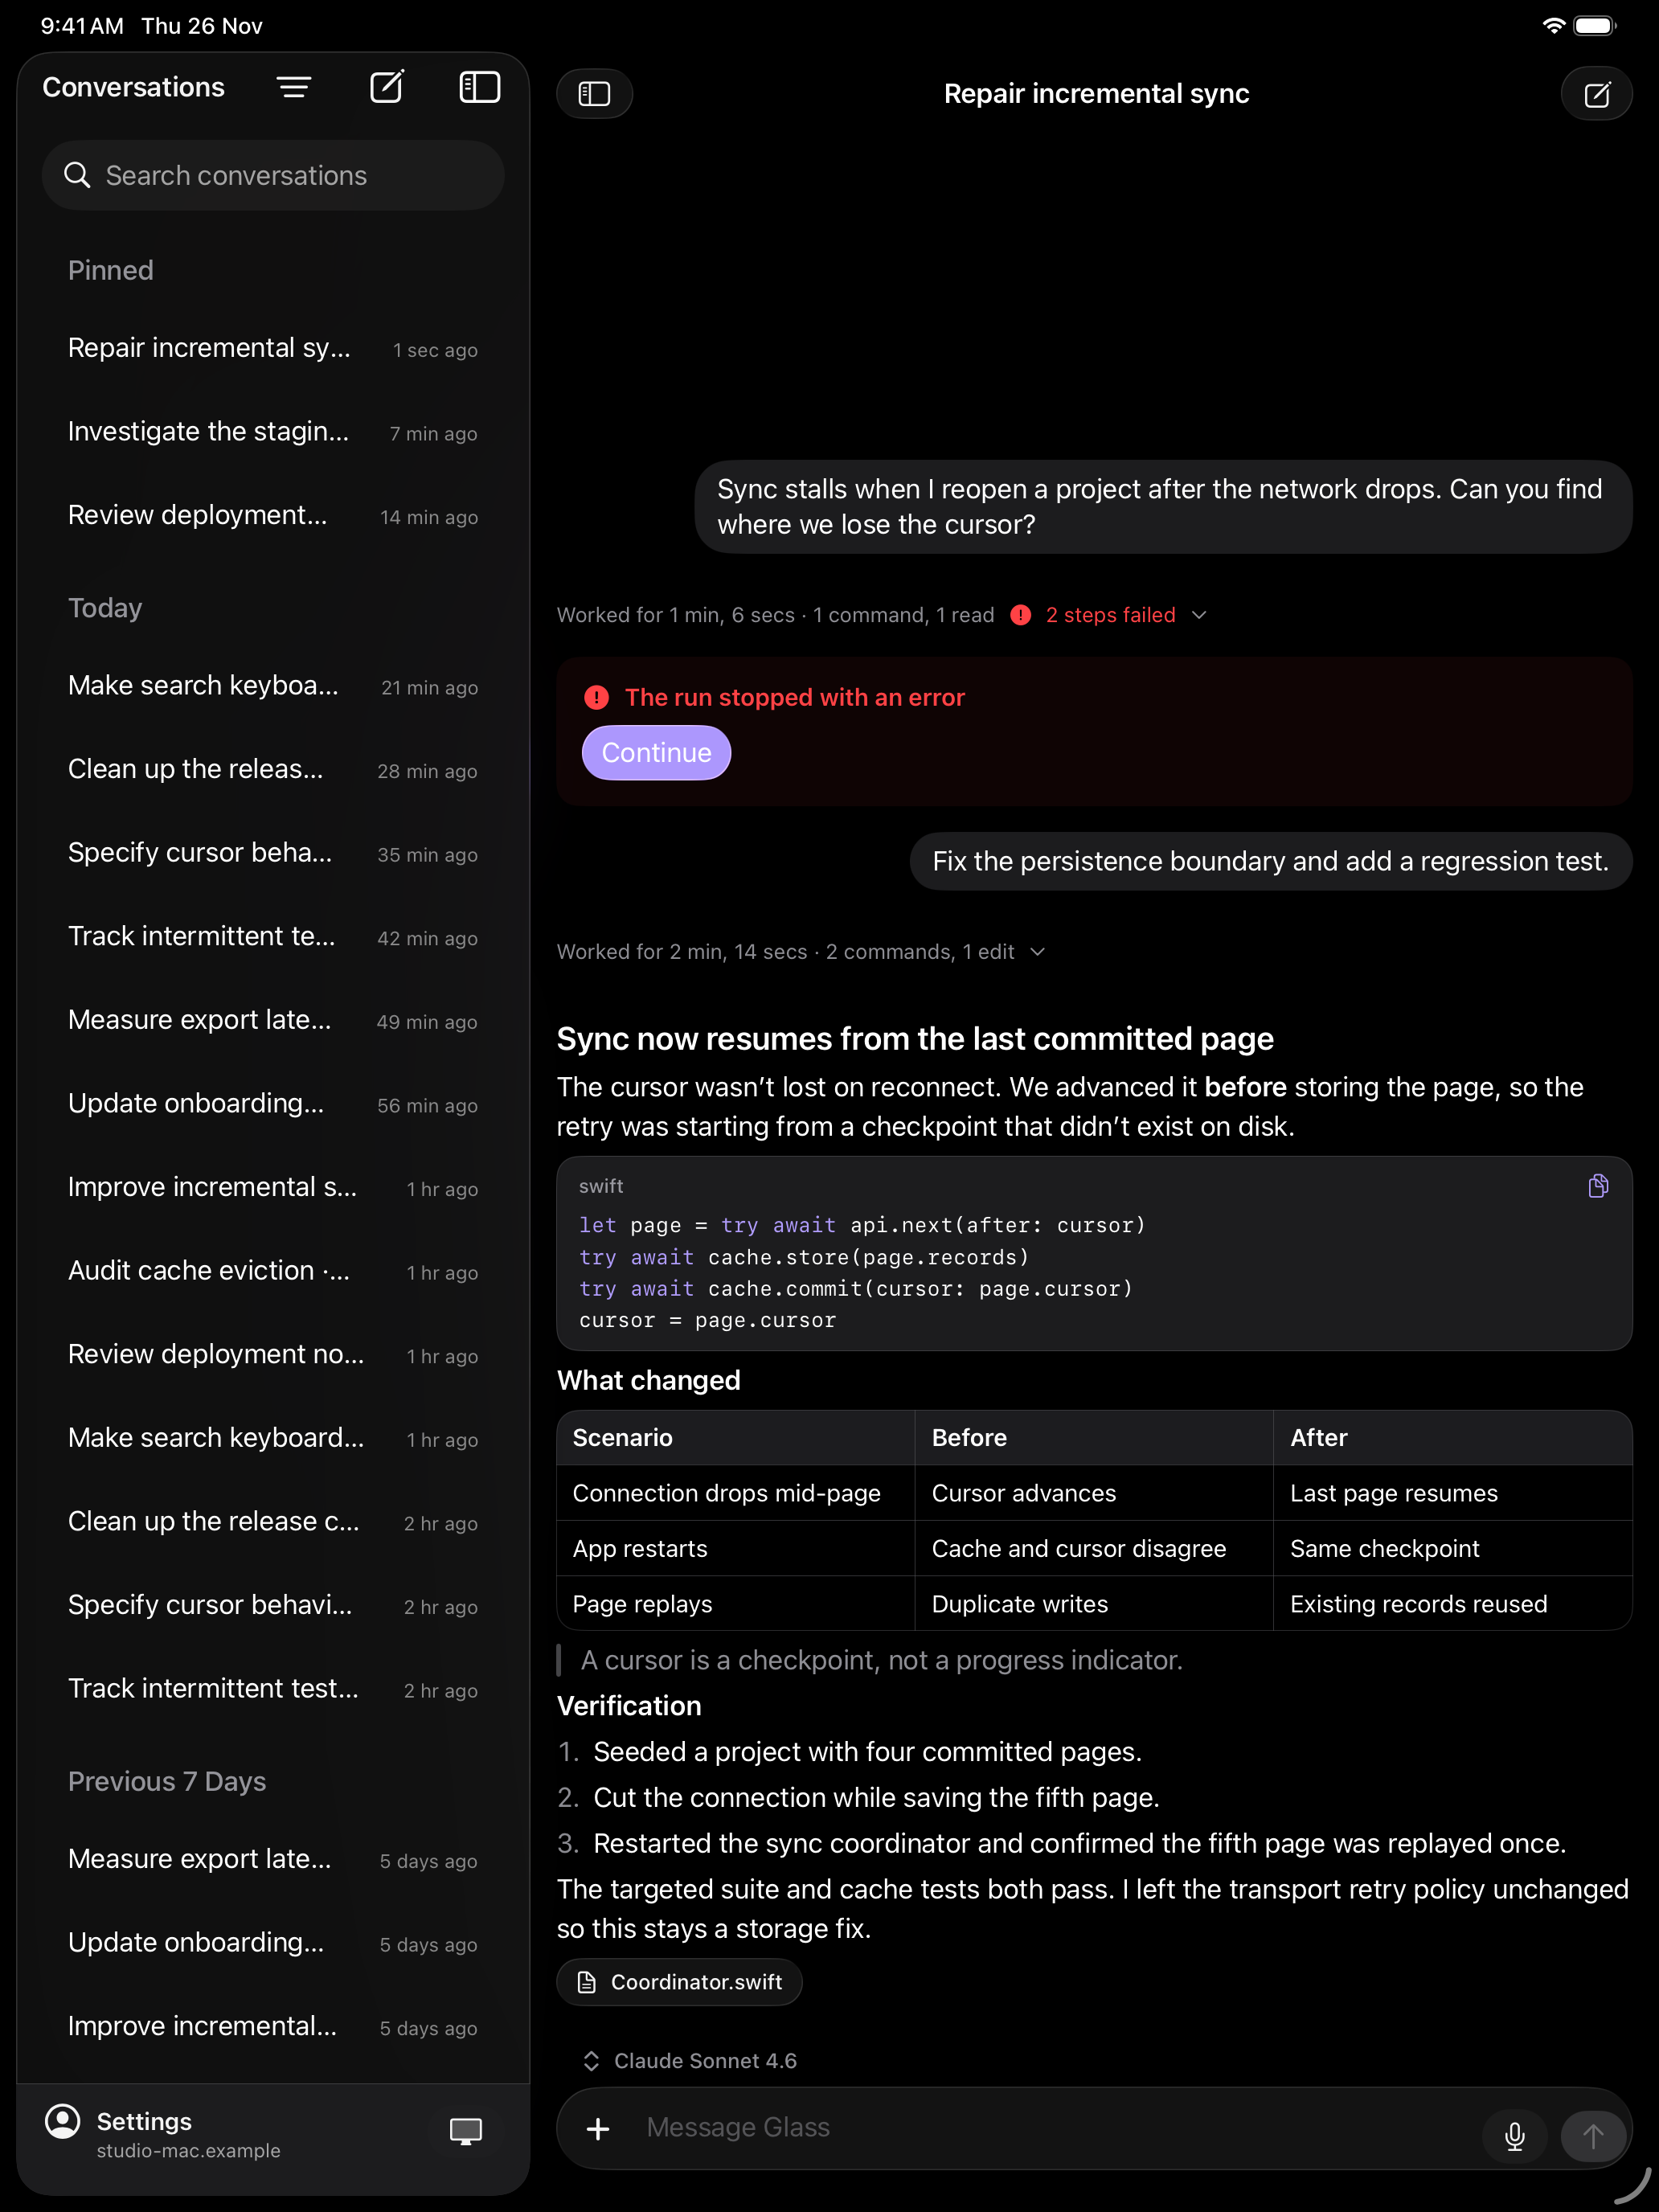 9:41 AM Thu 26 Nov
Conversations
Search conversations
Pinned
Repair incremental sy... 1 sec ago
Investigate the stagin... 7 min ago
Review deployment... 14 min ago
Today
Make search keyboa... 21 min ago
Clean up the releas... 28 min ago
Specify cursor beha... 35 min ago
Track intermittent te... 42 min ago
Measure export late... 49 min ago
Update onboarding... 56 min ago
Improve incremental s... 1 hr ago
Audit cache eviction ·... 1 hr ago
Review deployment no... 1 hr ago
Make search keyboard... 1 hr ago
Clean up the release c... 2 hr ago
Specify cursor behavi... 2 hr ago
Track intermittent test... 2 hr ago
Previous 7 Days
Measure export late... 5 days ago
Update onboarding... 5 days ago
Improve incremental... 5 days ago
Settings
studio-mac.example
Repair incremental sync
Sync stalls when I reopen a project after the network drops. Can you find
where we lose the cursor?
Worked for 1 min, 6 secs · 1 command, 1 read 2 steps failed
The run stopped with an error
Continue
Fix the persistence boundary and add a regression test.
Worked for 2 min, 14 secs · 2 commands, 1 edit
Sync now resumes from the last committed page
The cursor wasn’t lost on reconnect. We advanced it before storing the page, so the
retry was starting from a checkpoint that didn’t exist on disk.
swift
let page = try await api.next(after: cursor)
try await cache.store(page.records)
try await cache.commit(cursor: page.cursor)
cursor = page.cursor
What changed
Scenario Before After
Connection drops mid-page Cursor advances Last page resumes
App restarts Cache and cursor disagree Same checkpoint
Page replays Duplicate writes Existing records reused
A cursor is a checkpoint, not a progress indicator.
Verification
1. Seeded a project with four committed pages.
2. Cut the connection while saving the fifth page.
3. Restarted the sync coordinator and confirmed the fifth page was replayed once.
The targeted suite and cache tests both pass. I left the transport retry policy unchanged
so this stays a storage fix.
Coordinator.swift
Claude Sonnet 4.6
Message Glass